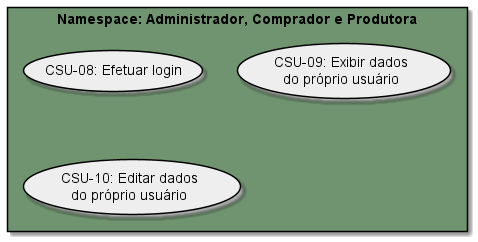 Namespace: Administrador, Comprador e Produtora
CSU-08: Efetuar login
CSU-09: Exibir dados
do próprio usuário
CSU-10: Editar dados
do próprio usuário